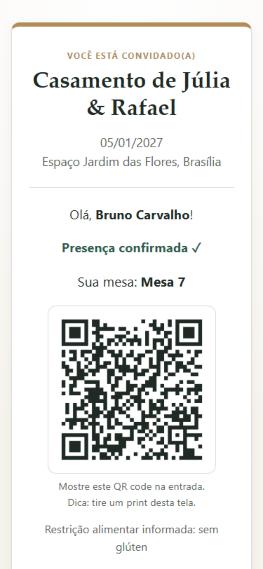 VOCÊ ESTÁ CONVIDADO(A)
Casamento de Júlia
& Rafael
05/01/2027
Espaço Jardim das Flores, Brasília
Olá, Bruno Carvalho!
Presença confirmada ✓
Sua mesa: Mesa 7
Mostre este QR code na entrada.
Dica: tire um print desta tela.
Restrição alimentar informada: sem
glúten